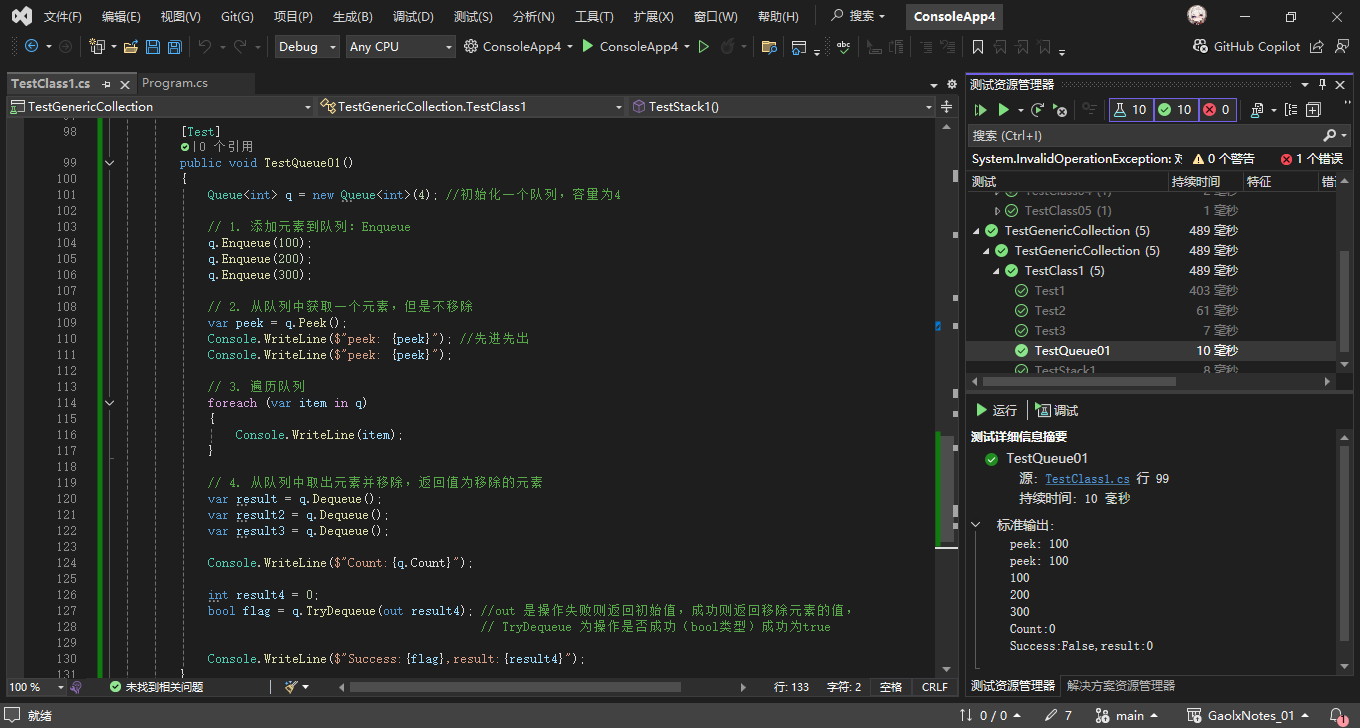 文件(F) 编辑(E) 视图(V) Git(G) 项目(P) 生成(B) 调试(D) 测试(S) 分析(N) 工具(T) 扩展(X) 窗口(W) 帮助(H) 搜索 ConsoleApp4
Debug Any CPU ConsoleApp4 ConsoleApp4 abc GitHub Copilot
TestClass1.cs Program.cs
TestGenericCollection TestGenericCollection.TestClass1 TestStack1()
98 [Test]
0 个引用
99 public void TestQueue01()
100 {
101 Queue<int> q = new Queue<int>(4); //初始化一个队列，容量为4
102
103 // 1. 添加元素到队列：Enqueue
104 q.Enqueue(100);
105 q.Enqueue(200);
106 q.Enqueue(300);
107
108 // 2. 从队列中获取一个元素，但是不移除
109 var peek = q.Peek();
110 Console.WriteLine($"peek: {peek}"); //先进先出
111 Console.WriteLine($"peek: {peek}");
112
113 // 3. 遍历队列
114 foreach (var item in q)
115 {
116 Console.WriteLine(item);
117 }
118
119 // 4. 从队列中取出元素并移除，返回值为移除的元素
120 var result = q.Dequeue();
121 var result2 = q.Dequeue();
122 var result3 = q.Dequeue();
123
124 Console.WriteLine($"Count:{q.Count}");
125
126 int result4 = 0;
127 bool flag = q.TryDequeue(out result4); //out 是操作失败则返回初始值，成功则返回移除元素的值，
128 // TryDequeue 为操作是否成功（bool类型）成功为true
129
130 Console.WriteLine($"Success:{flag},result:{result4}");
131 }
100 % 未找到相关问题 行: 133 字符: 2 空格 CRLF
测试资源管理器
10 10 0
搜索 (Ctrl+I)
System.InvalidOperationException: 0 个警告 1 个错误
测试 持续时间 特征 错
TestClass04 (1) 2 毫秒
TestClass05 (1) 1 毫秒
TestGenericCollection (5) 489 毫秒
TestGenericCollection (5) 489 毫秒
TestClass1 (5) 489 毫秒
Test1 403 毫秒
Test2 61 毫秒
Test3 7 毫秒
TestQueue01 10 毫秒
TestStack1 8 毫秒
运行 调试
测试详细信息摘要
TestQueue01
源: TestClass1.cs 行 99
持续时间: 10 毫秒
标准输出:
peek: 100
peek: 100
100
200
300
Count:0
Success:False,result:0
测试资源管理器 解决方案资源管理器
就绪 0 / 0 7 main GaolxNotes_01 1